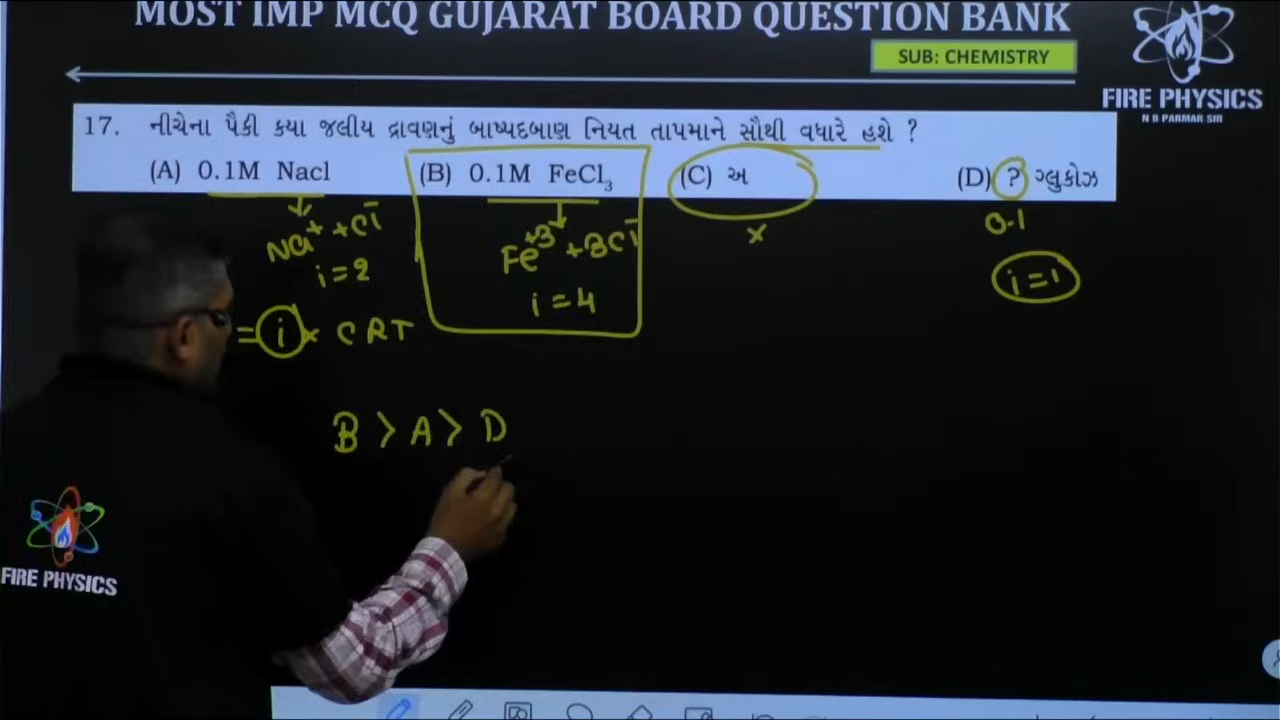 MOST IMP MCQ GUJARAT BOARD QUESTION BANK
SUB: CHEMISTRY
FIRE PHYSICS
N B PARMAR SIR
17. નીચેના પૈકી કયા જલીય દ્રાવણનું બાષ્પદબાણ નિયત તાપમાને સૌથી વધારે હશે ?
(A) 0.1M Nacl (B) 0.1M FeCl₃ (C) અ (D) ? ગ્લુકોઝ
Na⁺ + Cl⁻
i = 2
Fe⁺³ + 3Cl⁻
i = 4
x
0.1
i = 1
= i × CRT
B > A > D
FIRE PHYSICS